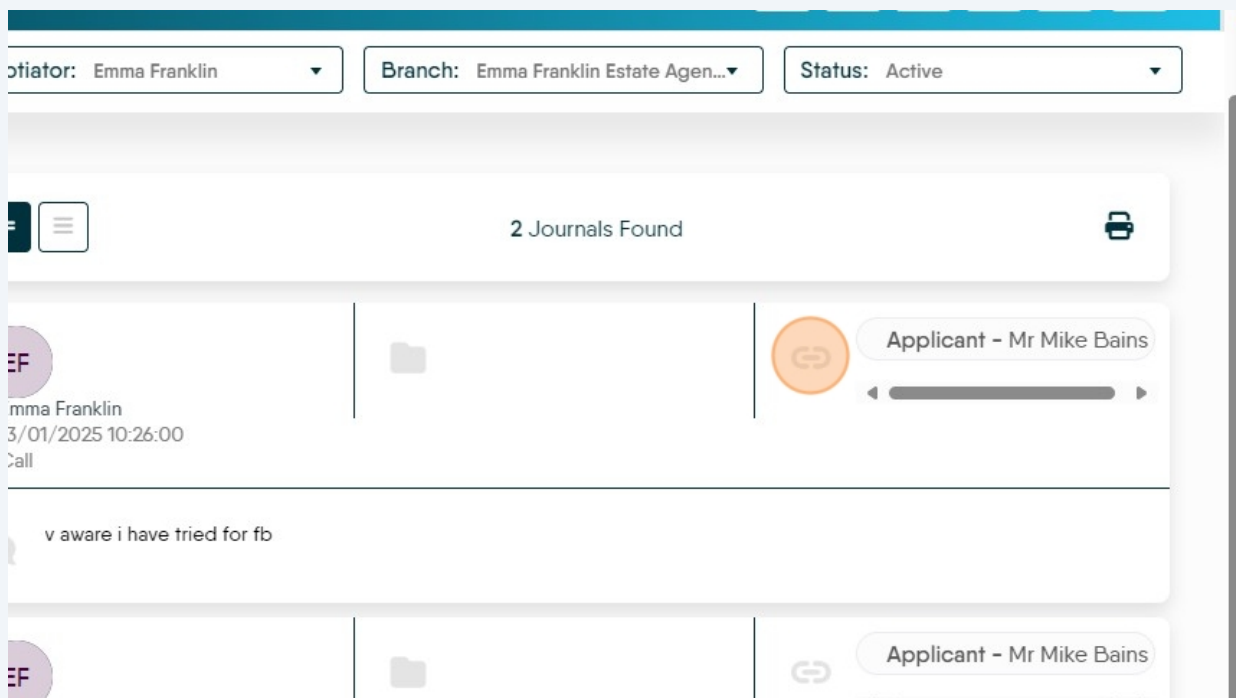 otiator: Emma Franklin
Branch: Emma Franklin Estate Agen...
Status: Active
2 Journals Found
EF
Applicant - Mr Mike Bains
mma Franklin
3/01/2025 10:26:00
Call
v aware i have tried for fb
EF
Applicant - Mr Mike Bains